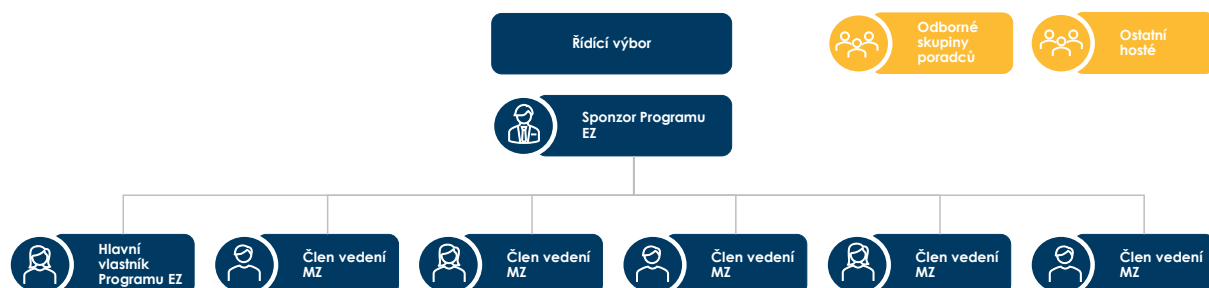 Řídící výbor
Odborné
skupiny
poradců
Ostatní
hosté
Sponzor Programu
EZ
Hlavní
vlastník
Programu EZ
Člen vedení
MZ
Člen vedení
MZ
Člen vedení
MZ
Člen vedení
MZ
Člen vedení
MZ